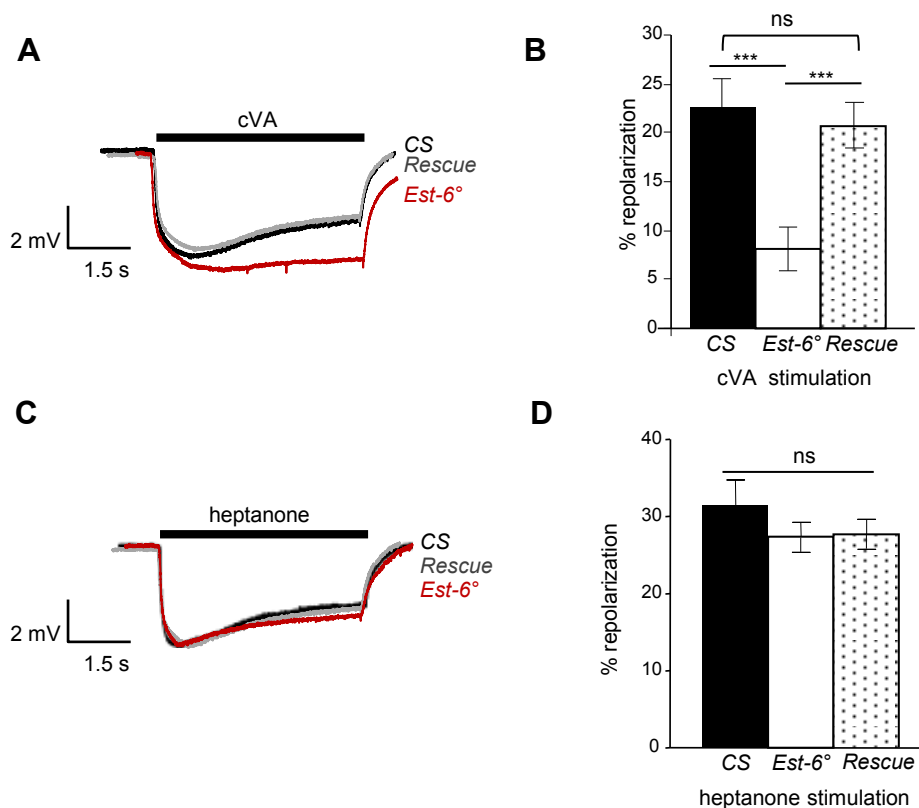 A
cVA
CS
Rescue
Est-6°
2 mV
1.5 s
B
ns
*** ***
30
25
20
15
10
5
0
% repolarization
CS Est-6° Rescue
cVA stimulation
C
heptanone
CS
Rescue
Est-6°
2 mV
1.5 s
D
ns
40
30
20
10
0
% repolarization
CS Est-6° Rescue
heptanone stimulation